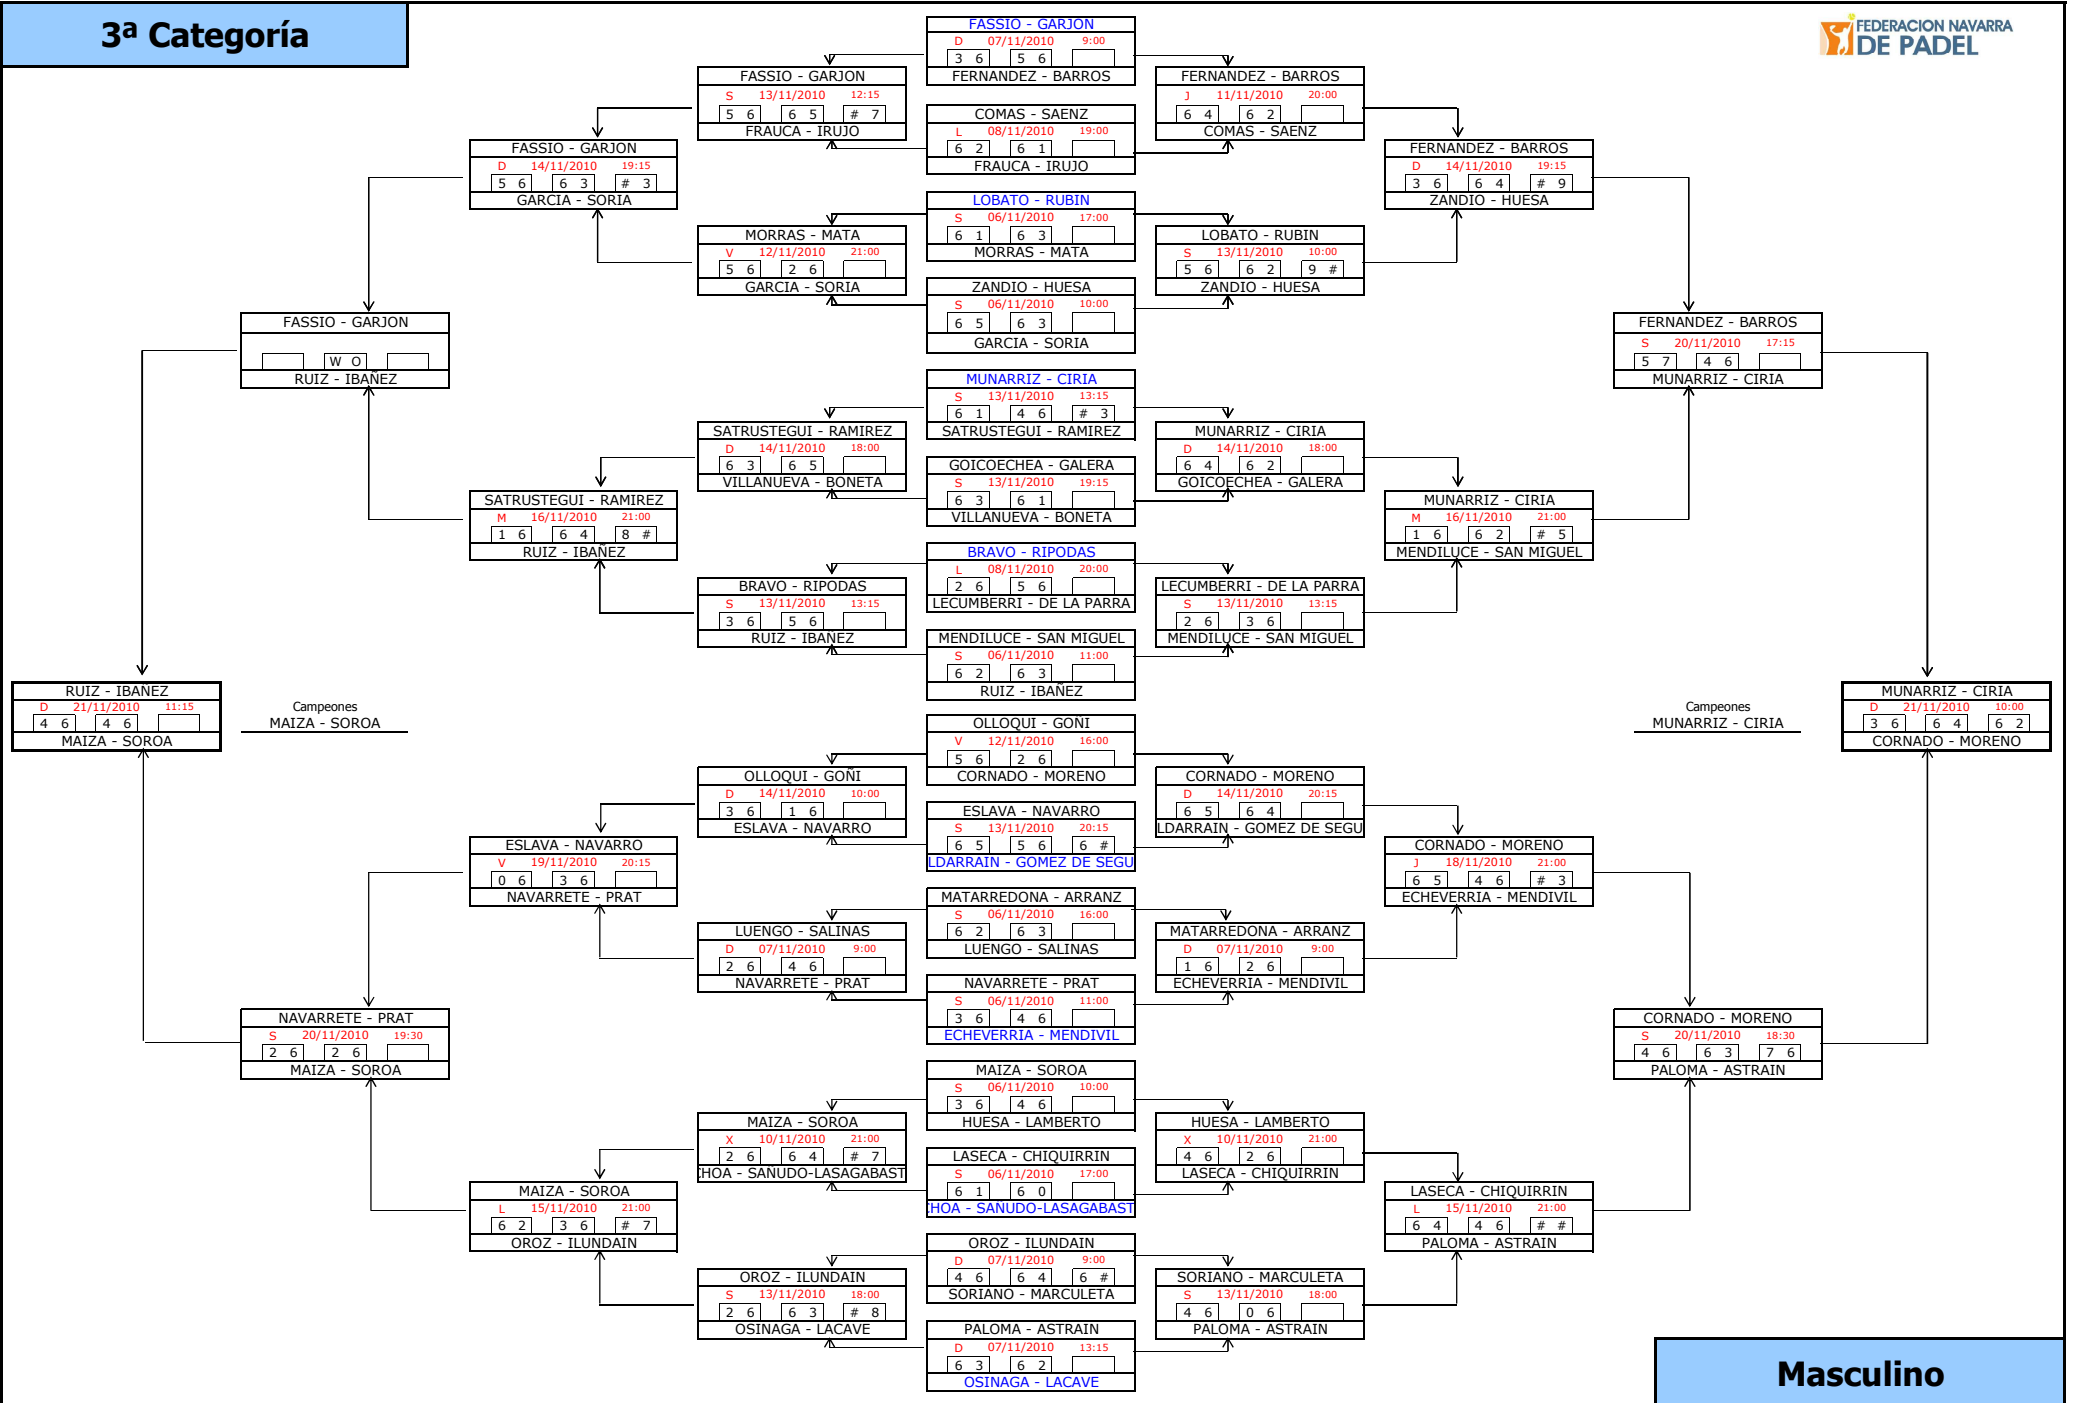 3ª Categoría
FEDERACION NAVARRA
DE PADEL
FASSIO - GARJON
D 07/11/2010 9:00
3 6 5 6
FERNANDEZ - BARROS
FASSIO - GARJON
S 13/11/2010 12:15
5 6 6 5 # 7
FRAUCA - IRUJO
FERNANDEZ - BARROS
J 11/11/2010 20:00
6 4 6 2
COMAS - SAENZ
COMAS - SAENZ
L 08/11/2010 19:00
6 2 6 1
FRAUCA - IRUJO
FASSIO - GARJON
D 14/11/2010 19:15
5 6 6 3 # 3
GARCIA - SORIA
FERNANDEZ - BARROS
D 14/11/2010 19:15
3 6 6 4 # 9
ZANDIO - HUESA
LOBATO - RUBIN
S 06/11/2010 17:00
6 1 6 3
MORRAS - MATA
MORRAS - MATA
V 12/11/2010 21:00
5 6 2 6
GARCIA - SORIA
LOBATO - RUBIN
S 13/11/2010 10:00
5 6 6 2 9 #
ZANDIO - HUESA
ZANDIO - HUESA
S 06/11/2010 10:00
6 5 6 3
GARCIA - SORIA
FASSIO - GARJON
W O
RUIZ - IBAÑEZ
FERNANDEZ - BARROS
S 20/11/2010 17:15
5 7 4 6
MUNARRIZ - CIRIA
MUNARRIZ - CIRIA
S 13/11/2010 13:15
6 1 4 6 # 3
SATRUSTEGUI - RAMIREZ
SATRUSTEGUI - RAMIREZ
D 14/11/2010 18:00
6 3 6 5
VILLANUEVA - BONETA
MUNARRIZ - CIRIA
D 14/11/2010 18:00
6 4 6 2
GOICOECHEA - GALERA
GOICOECHEA - GALERA
S 13/11/2010 19:15
6 3 6 1
VILLANUEVA - BONETA
SATRUSTEGUI - RAMIREZ
M 16/11/2010 21:00
1 6 6 4 8 #
RUIZ - IBAÑEZ
MUNARRIZ - CIRIA
M 16/11/2010 21:00
1 6 6 2 # 5
MENDILUCE - SAN MIGUEL
BRAVO - RIPODAS
L 08/11/2010 20:00
2 6 5 6
LECUMBERRI - DE LA PARRA
BRAVO - RIPODAS
S 13/11/2010 13:15
3 6 5 6
RUIZ - IBAÑEZ
LECUMBERRI - DE LA PARRA
S 13/11/2010 13:15
2 6 3 6
MENDILUCE - SAN MIGUEL
MENDILUCE - SAN MIGUEL
S 06/11/2010 11:00
6 2 6 3
RUIZ - IBAÑEZ
RUIZ - IBAÑEZ
D 21/11/2010 11:15
4 6 4 6
MAIZA - SOROA
Campeones
MAIZA - SOROA
Campeones
MUNARRIZ - CIRIA
MUNARRIZ - CIRIA
D 21/11/2010 10:00
3 6 6 4 6 2
CORNADO - MORENO
OLLOQUI - GOÑI
V 12/11/2010 16:00
5 6 2 6
CORNADO - MORENO
OLLOQUI - GOÑI
D 14/11/2010 10:00
3 6 1 6
ESLAVA - NAVARRO
CORNADO - MORENO
D 14/11/2010 20:15
6 5 6 4
LDARRAIN - GOMEZ DE SEGU
ESLAVA - NAVARRO
S 13/11/2010 20:15
6 5 5 6 6 #
LDARRAIN - GOMEZ DE SEGU
ESLAVA - NAVARRO
V 19/11/2010 20:15
0 6 3 6
NAVARRETE - PRAT
CORNADO - MORENO
J 18/11/2010 21:00
6 5 4 6 # 3
ECHEVERRIA - MENDIVIL
MATARREDONA - ARRANZ
S 06/11/2010 16:00
6 2 6 3
LUENGO - SALINAS
LUENGO - SALINAS
D 07/11/2010 9:00
2 6 4 6
NAVARRETE - PRAT
MATARREDONA - ARRANZ
D 07/11/2010 9:00
1 6 2 6
ECHEVERRIA - MENDIVIL
NAVARRETE - PRAT
S 06/11/2010 11:00
3 6 4 6
ECHEVERRIA - MENDIVIL
NAVARRETE - PRAT
S 20/11/2010 19:30
2 6 2 6
MAIZA - SOROA
CORNADO - MORENO
S 20/11/2010 18:30
4 6 6 3 7 6
PALOMA - ASTRAIN
MAIZA - SOROA
S 06/11/2010 10:00
3 6 4 6
HUESA - LAMBERTO
MAIZA - SOROA
X 10/11/2010 21:00
2 6 6 4 # 7
CHOA - SAÑUDO-LASAGABAST
HUESA - LAMBERTO
X 10/11/2010 21:00
4 6 2 6
LASECA - CHIQUIRRIN
LASECA - CHIQUIRRIN
S 06/11/2010 17:00
6 1 6 0
CHOA - SAÑUDO-LASAGABAST
MAIZA - SOROA
L 15/11/2010 21:00
6 2 3 6 # 7
OROZ - ILUNDAIN
LASECA - CHIQUIRRIN
L 15/11/2010 21:00
6 4 4 6 # #
PALOMA - ASTRAIN
OROZ - ILUNDAIN
D 07/11/2010 9:00
4 6 6 4 6 #
SORIANO - MARCULETA
OROZ - ILUNDAIN
S 13/11/2010 18:00
2 6 6 3 # 8
OSINAGA - LACAVE
SORIANO - MARCULETA
S 13/11/2010 18:00
4 6 0 6
PALOMA - ASTRAIN
PALOMA - ASTRAIN
D 07/11/2010 13:15
6 3 6 2
OSINAGA - LACAVE
Masculino